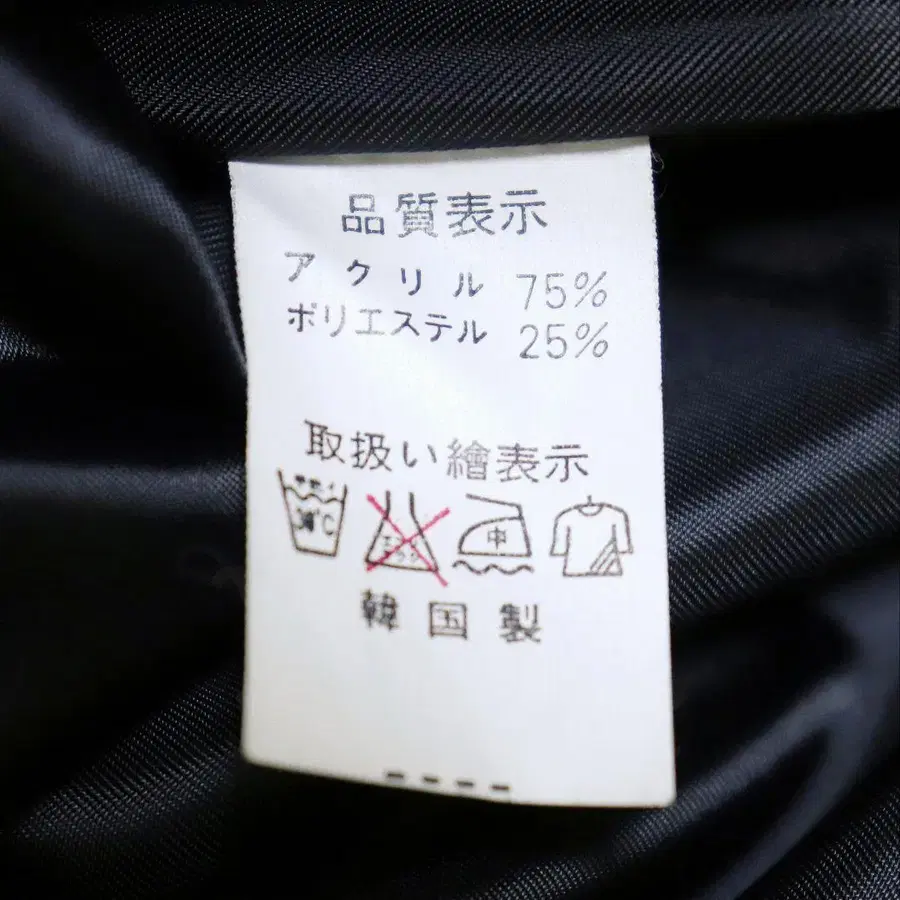 品質表示
アクリル 75%
ポリエステル 25%
取扱い繪表示
30℃ 中
韓国製